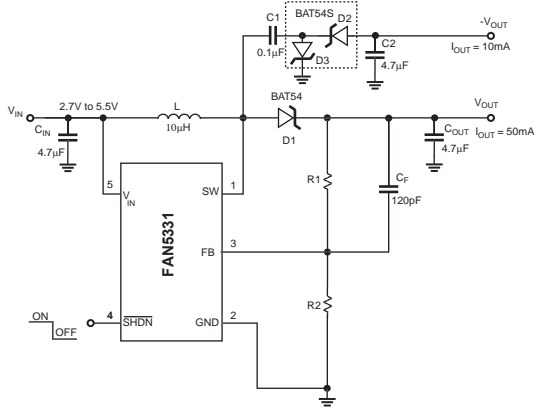 BAT54S
C1
D2
-VOUT
0.1μF
D3
C2
4.7μF
IOUT = 10mA
VIN
2.7V to 5.5V
L
10μH
BAT54
D1
VOUT
CIN
4.7μF
COUT
4.7μF
IOUT = 50mA
5
VIN
SW
1
R1
CF
120pF
FAN5331
FB
3
R2
ON
OFF
4
SHDN
GND
2